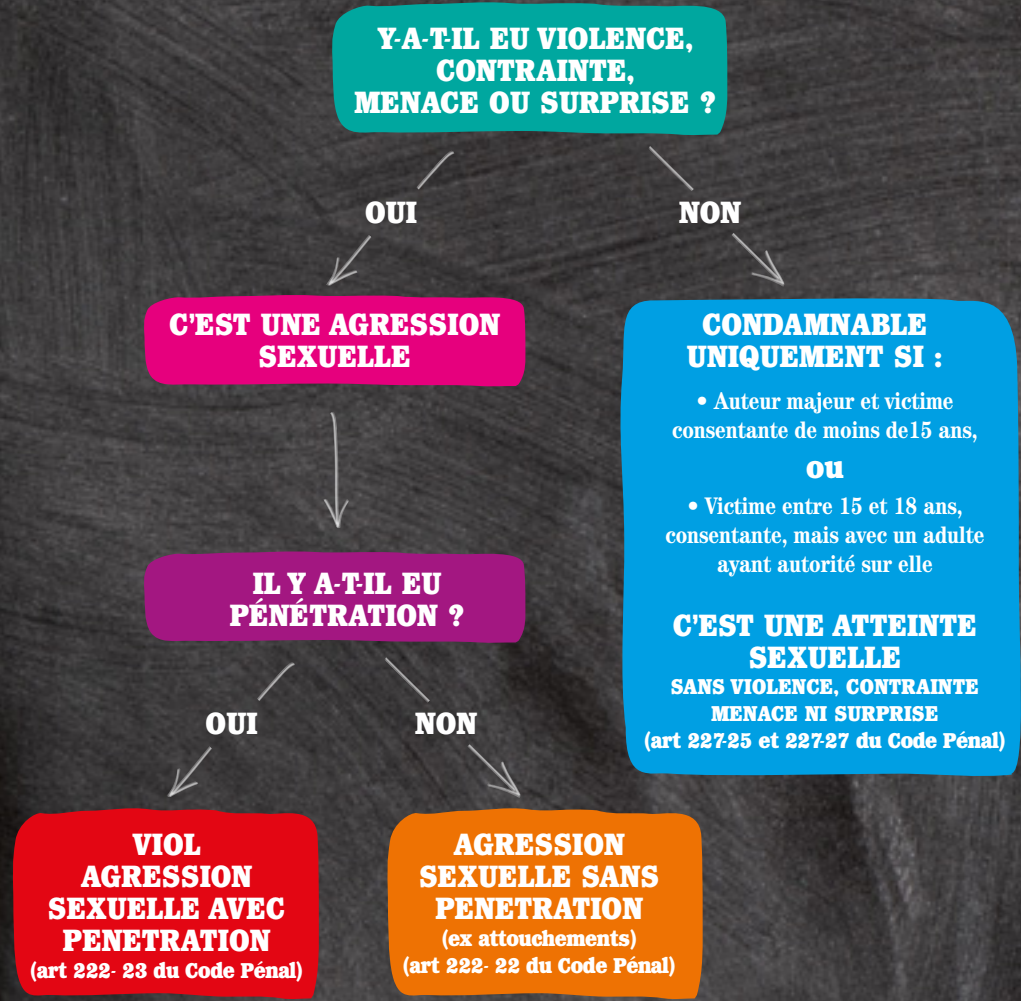 Y-A-T-IL EU VIOLENCE,
CONTRAINTE,
MENACE OU SURPRISE ?
OUI
NON
C'EST UNE AGRESSION
SEXUELLE
CONDAMNABLE
UNIQUEMENT SI :
• Auteur majeur et victime
consentante de moins de15 ans,
ou
• Victime entre 15 et 18 ans,
consentante, mais avec un adulte
ayant autorité sur elle
C'EST UNE ATTEINTE
SEXUELLE
SANS VIOLENCE, CONTRAINTE
MENACE NI SURPRISE
(art 227-25 et 227-27 du Code Pénal)
IL Y A-T-IL EU
PÉNÉTRATION ?
OUI
NON
VIOL
AGRESSION
SEXUELLE AVEC
PENETRATION
(art 222- 23 du Code Pénal)
AGRESSION
SEXUELLE SANS
PENETRATION
(ex attouchements)
(art 222- 22 du Code Pénal)